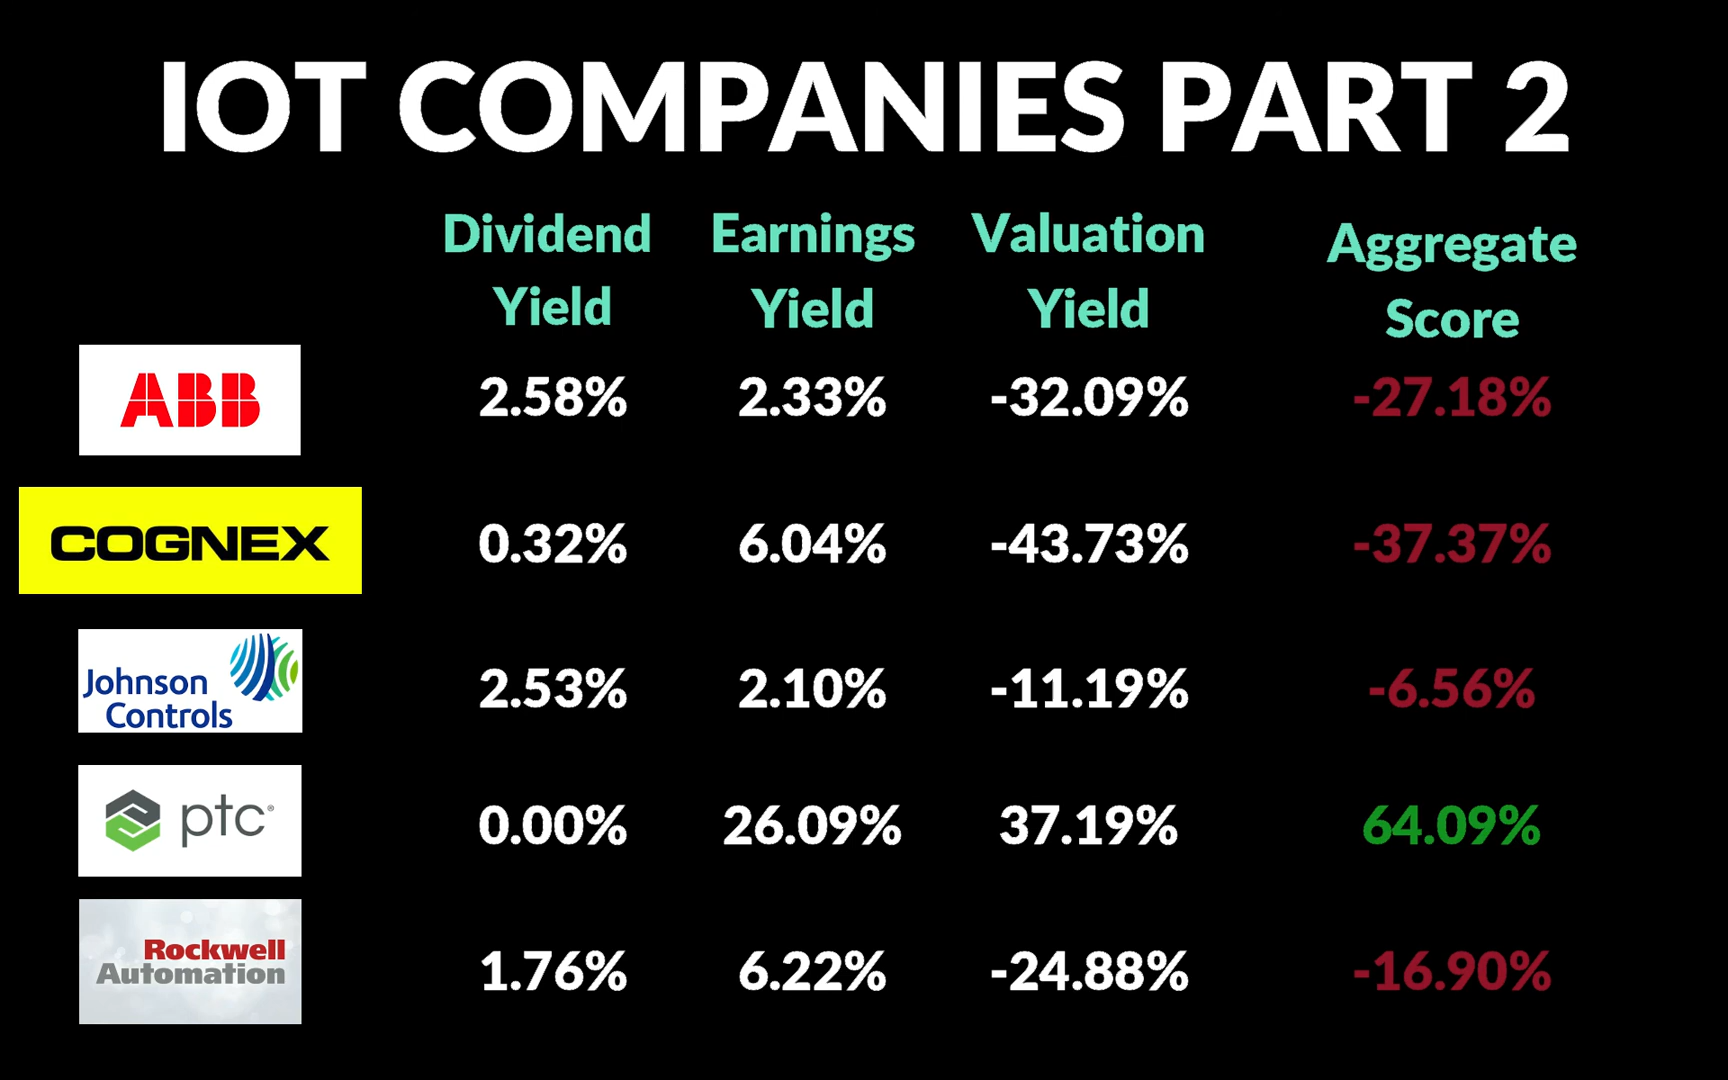 IOT COMPANIES PART 2
Dividend Yield Earnings Yield Valuation Yield Aggregate Score
ABB 2.58% 2.33% -32.09% -27.18%
COGNEX 0.32% 6.04% -43.73% -37.37%
Johnson Controls 2.53% 2.10% -11.19% -6.56%
ptc® 0.00% 26.09% 37.19% 64.09%
Rockwell Automation 1.76% 6.22% -24.88% -16.90%